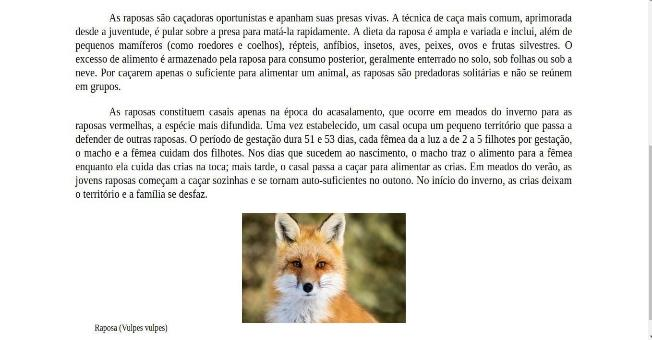 As raposas são caçadoras oportunistas e apanham suas presas vivas. A técnica de caça mais comum, aprimorada
desde a juventude, é pular sobre a presa para matá-la rapidamente. A dieta da raposa é ampla e variada e inclui, além de
pequenos mamíferos (como roedores e coelhos), répteis, anfíbios, insetos, aves, peixes, ovos e frutas silvestres. O
excesso de alimento é armazenado pela raposa para consumo posterior, geralmente enterrado no solo, sob folhas ou sob a
neve. Por caçarem apenas o suficiente para alimentar um animal, as raposas são predadoras solitárias e não se reúnem
em grupos.
As raposas constituem casais apenas na época do acasalamento, que ocorre em meados do inverno para as
raposas vermelhas, a espécie mais difundida. Uma vez estabelecido, um casal ocupa um pequeno território que passa a
defender de outras raposas. O período de gestação dura 51 e 53 dias, cada fêmea da a luz a de 2 a 5 filhotes por gestação,
o macho e a fêmea cuidam dos filhotes. Nos dias que sucedem ao nascimento, o macho traz o alimento para a fêmea
enquanto ela cuida das crias na toca; mais tarde, o casal passa a caçar para alimentar as crias. Em meados do verão, as
jovens raposas começam a caçar sozinhas e se tornam auto-suficientes no outono. No início do inverno, as crias deixam
o território e a família se desfaz.
Raposa (Vulpes vulpes)